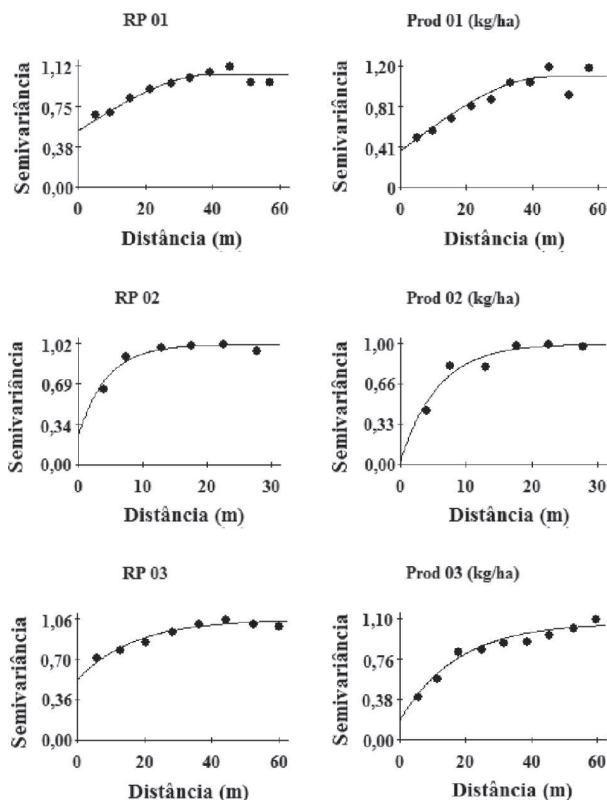 RP 01
1,12
0,75
0,38
0,00
Semivariância
0 20 40 60
Distância (m)
Prod 01 (kg/ha)
1,20
0,81
0,41
0
Semivariância
0 20 40 60
Distância (m)
RP 02
1,02
0,69
0,34
0,00
Semivariância
0 10 20 30
Distância (m)
Prod 02 (kg/ha)
1,00
0,66
0,33
0,00
Semivariância
0 10 20 30
Distância (m)
RP 03
1,06
0,70
0,36
0,00
Semivariância
0 20 40 60
Distância (m)
Prod 03 (kg/ha)
1,10
0,76
0,38
0,00
Semivariância
0 20 40 60
Distância (m)